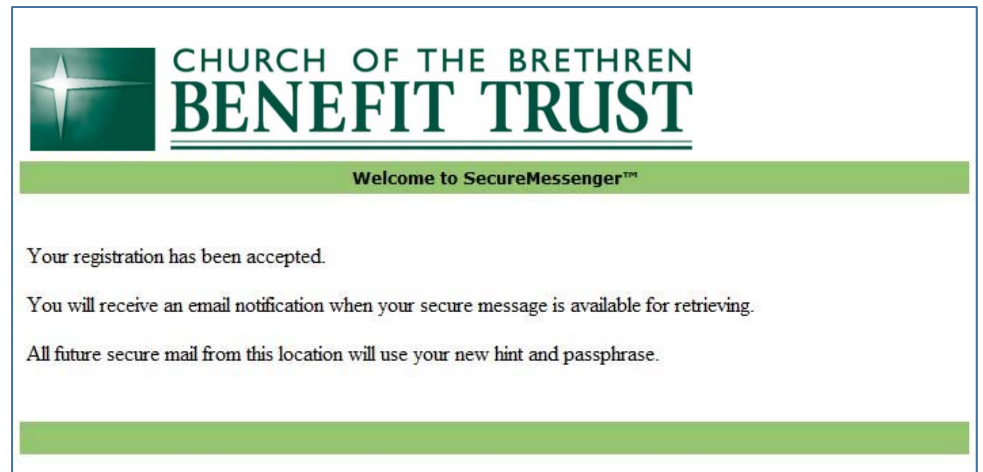 CHURCH OF THE BRETHREN
BENEFIT TRUST
Welcome to SecureMessenger™
Your registration has been accepted.
You will receive an email notification when your secure message is available for retrieving.
All future secure mail from this location will use your new hint and passphrase.